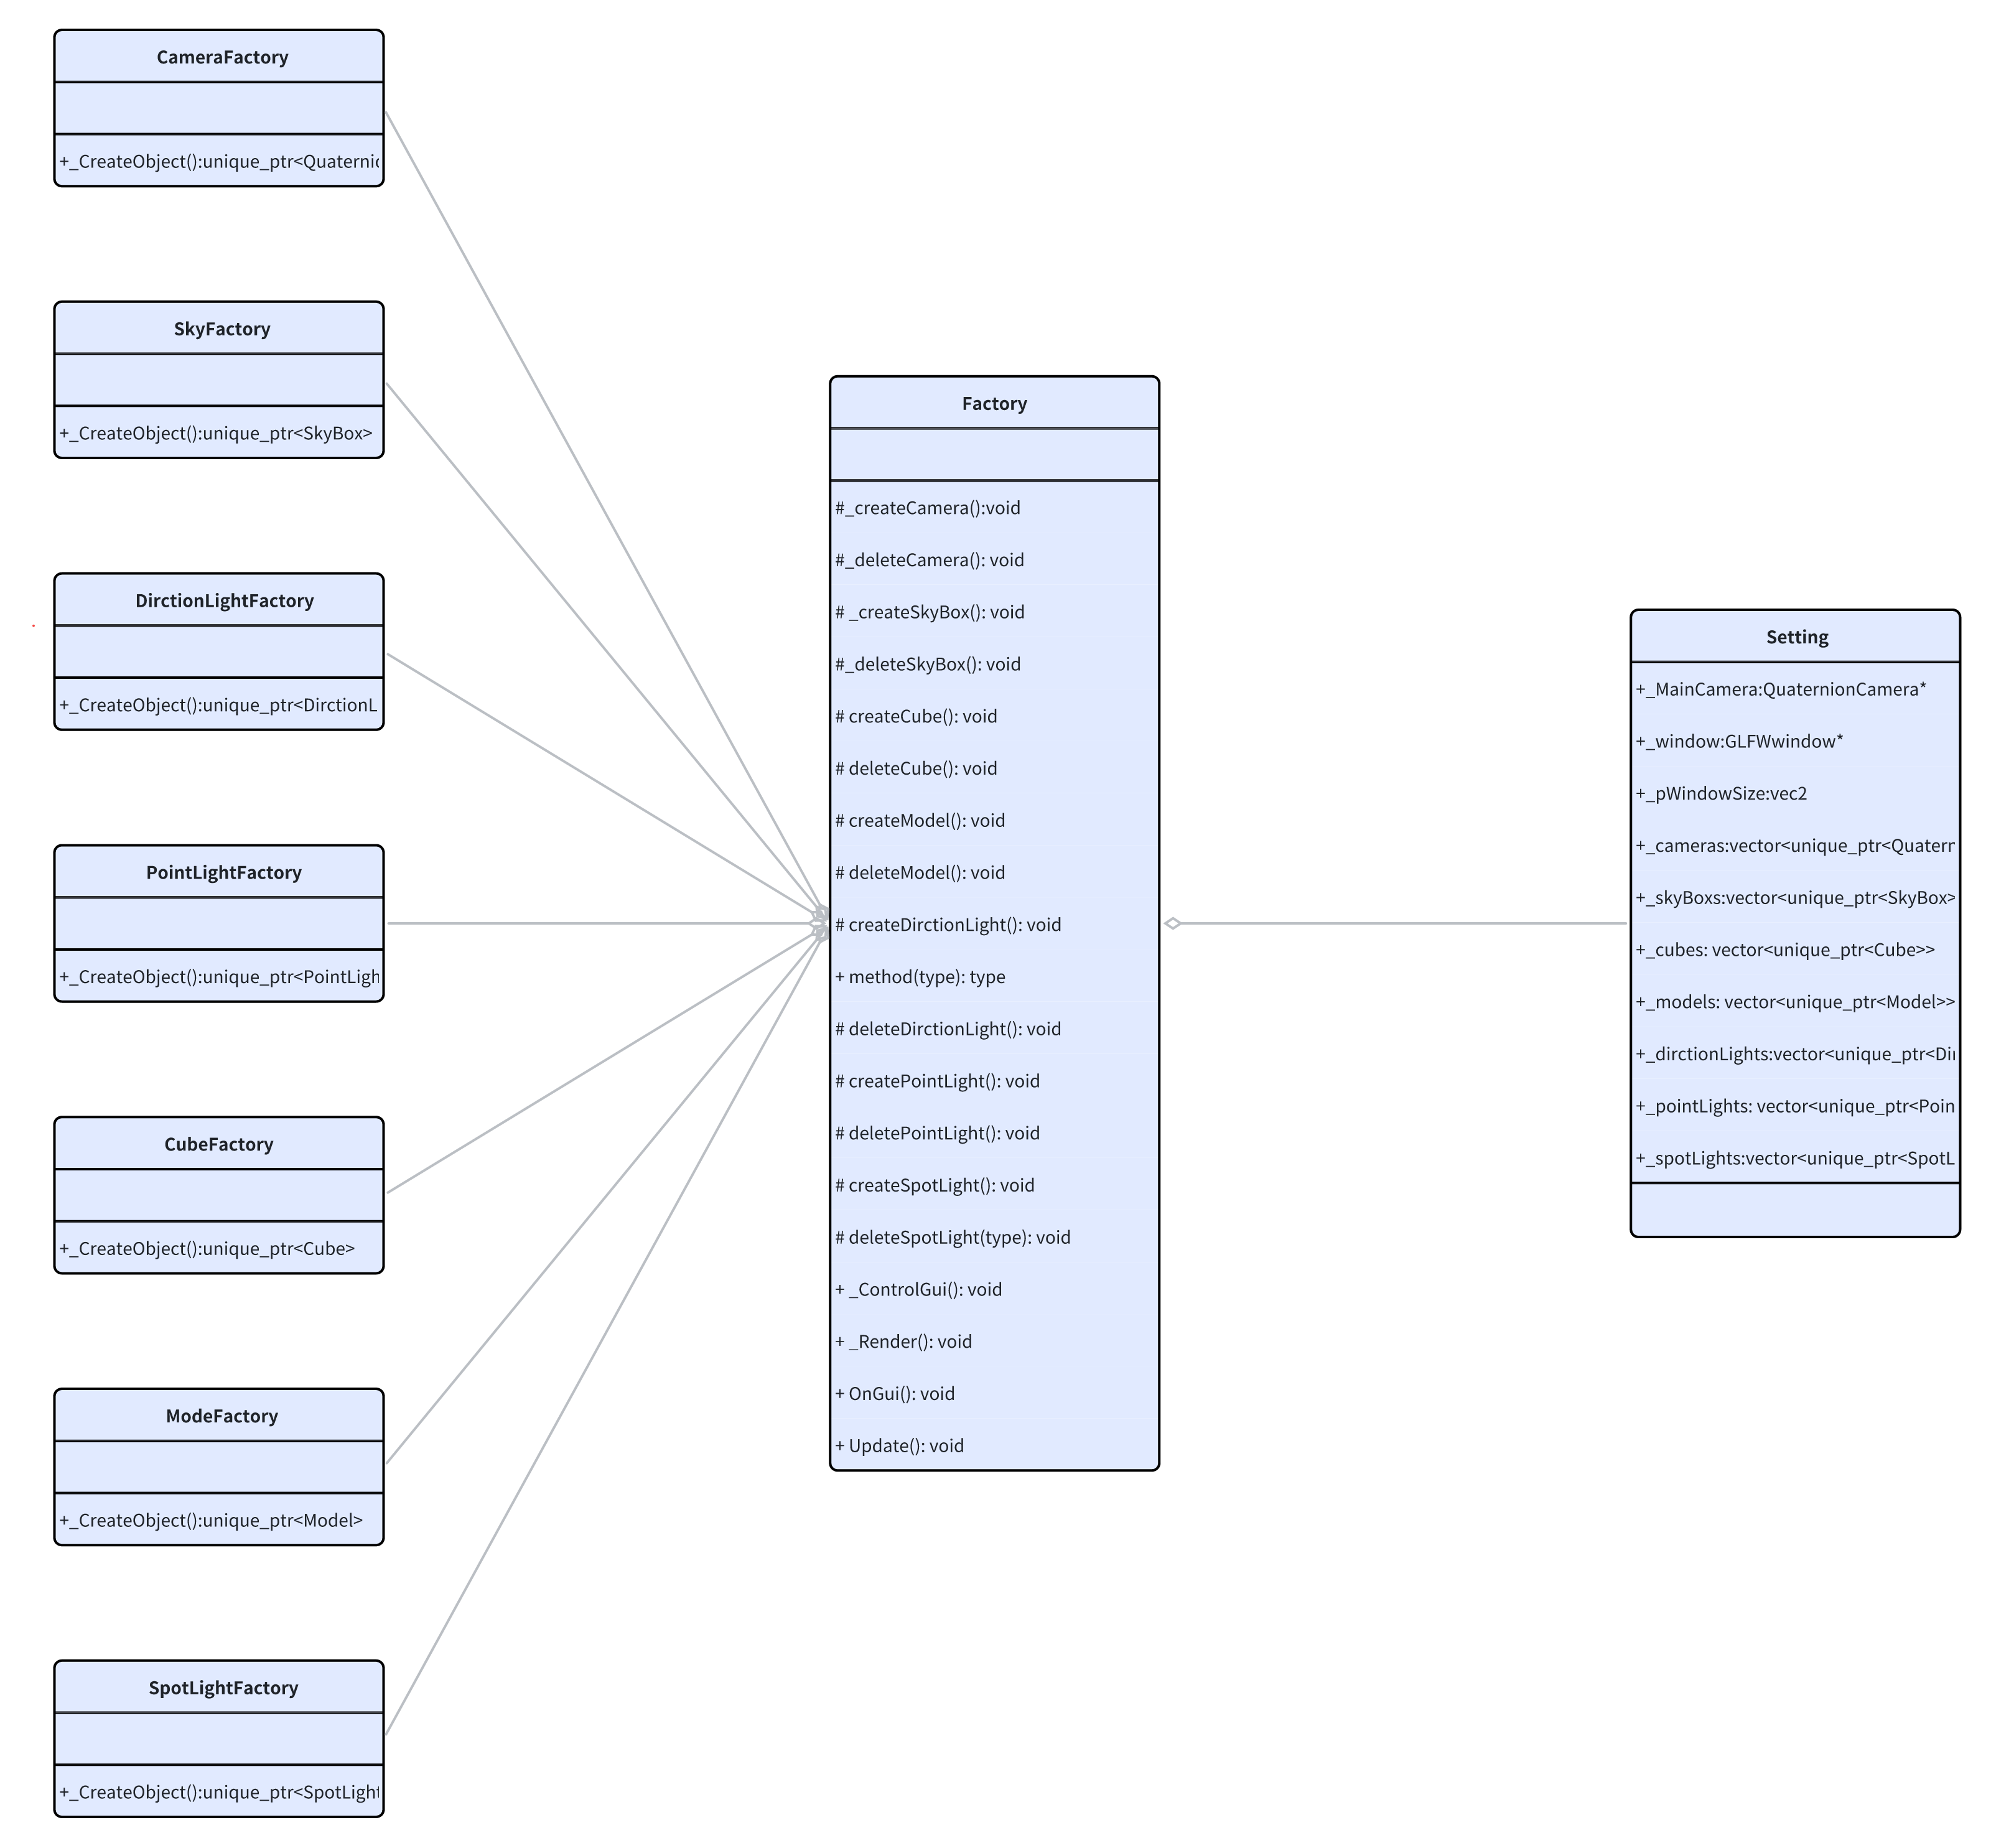 CameraFactory
+_CreateObject():unique_ptr<Quaternic
SkyFactory
+_CreateObject():unique_ptr<SkyBox>
DirctionLightFactory
+_CreateObject():unique_ptr<DirctionL
PointLightFactory
+_CreateObject():unique_ptr<PointLigh
CubeFactory
+_CreateObject():unique_ptr<Cube>
ModeFactory
+_CreateObject():unique_ptr<Model>
SpotLightFactory
+_CreateObject():unique_ptr<SpotLight
Factory
#_createCamera():void
#_deleteCamera(): void
# _createSkyBox(): void
#_deleteSkyBox(): void
# createCube(): void
# deleteCube(): void
# createModel(): void
# deleteModel(): void
# createDirctionLight(): void
+ method(type): type
# deleteDirctionLight(): void
# createPointLight(): void
# deletePointLight(): void
# createSpotLight(): void
# deleteSpotLight(type): void
+ _ControlGui(): void
+ _Render(): void
+ OnGui(): void
+ Update(): void
Setting
+_MainCamera:QuaternionCamera*
+_window:GLFWwindow*
+_pWindowSize:vec2
+_cameras:vector<unique_ptr<Quatern
+_skyBoxs:vector<unique_ptr<SkyBox>
+_cubes: vector<unique_ptr<Cube>>
+_models: vector<unique_ptr<Model>>
+_dirctionLights:vector<unique_ptr<Dir
+_pointLights: vector<unique_ptr<Poin
+_spotLights:vector<unique_ptr<SpotL